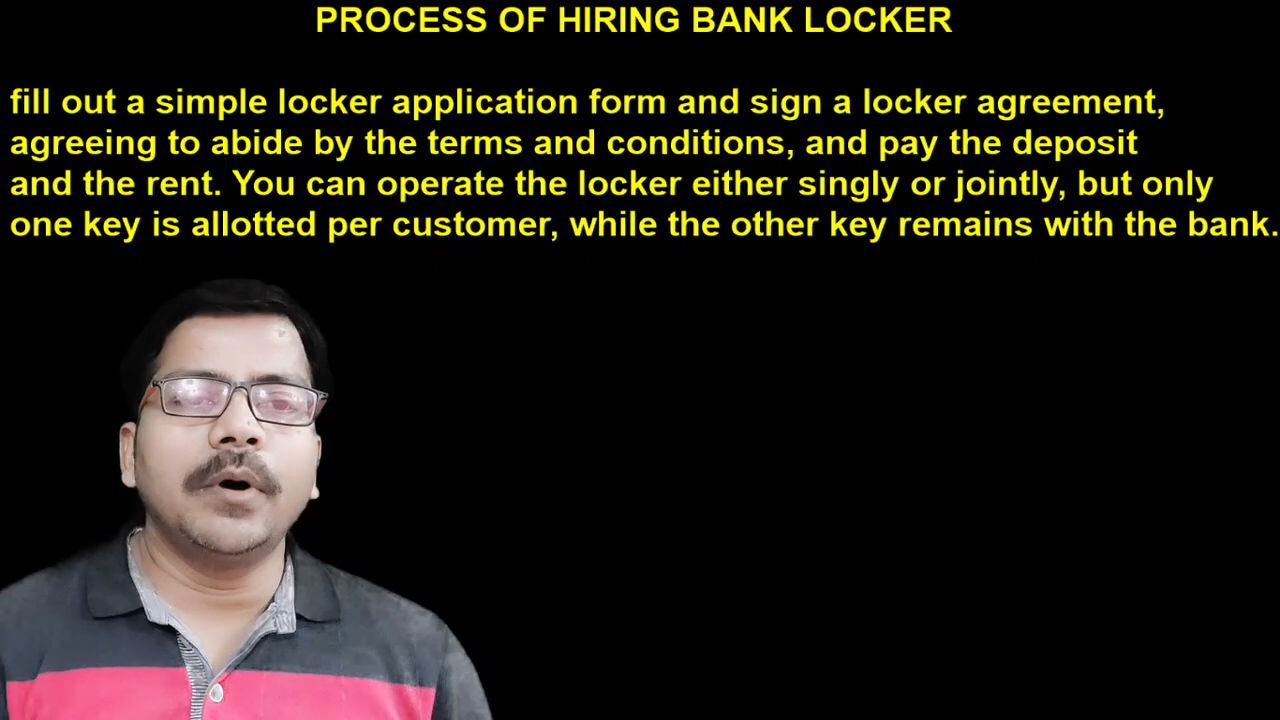 PROCESS OF HIRING BANK LOCKER
fill out a simple locker application form and sign a locker agreement,
agreeing to abide by the terms and conditions, and pay the deposit
and the rent. You can operate the locker either singly or jointly, but only
one key is allotted per customer, while the other key remains with the bank.